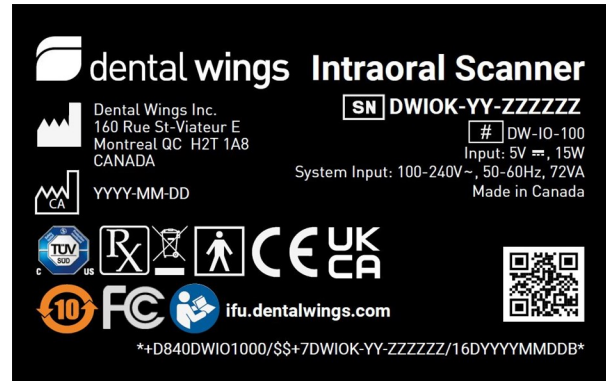 dental wings Intraoral Scanner
SN DWIOK-YY-ZZZZZZ
# DW-IO-100
Input: 5V ⎓, 15W
System Input: 100-240V~, 50-60Hz, 72VA
Made in Canada
Dental Wings Inc.
160 Rue St-Viateur E
Montreal QC H2T 1A8
CANADA
CA
YYYY-MM-DD
TÜV
SÜD
C US
Rx
CE
UK
CA
10
FC
ifu.dentalwings.com
*+D840DWIO1000/$$+7DWIOK-YY-ZZZZZZ/16DYYYYMMDDB*